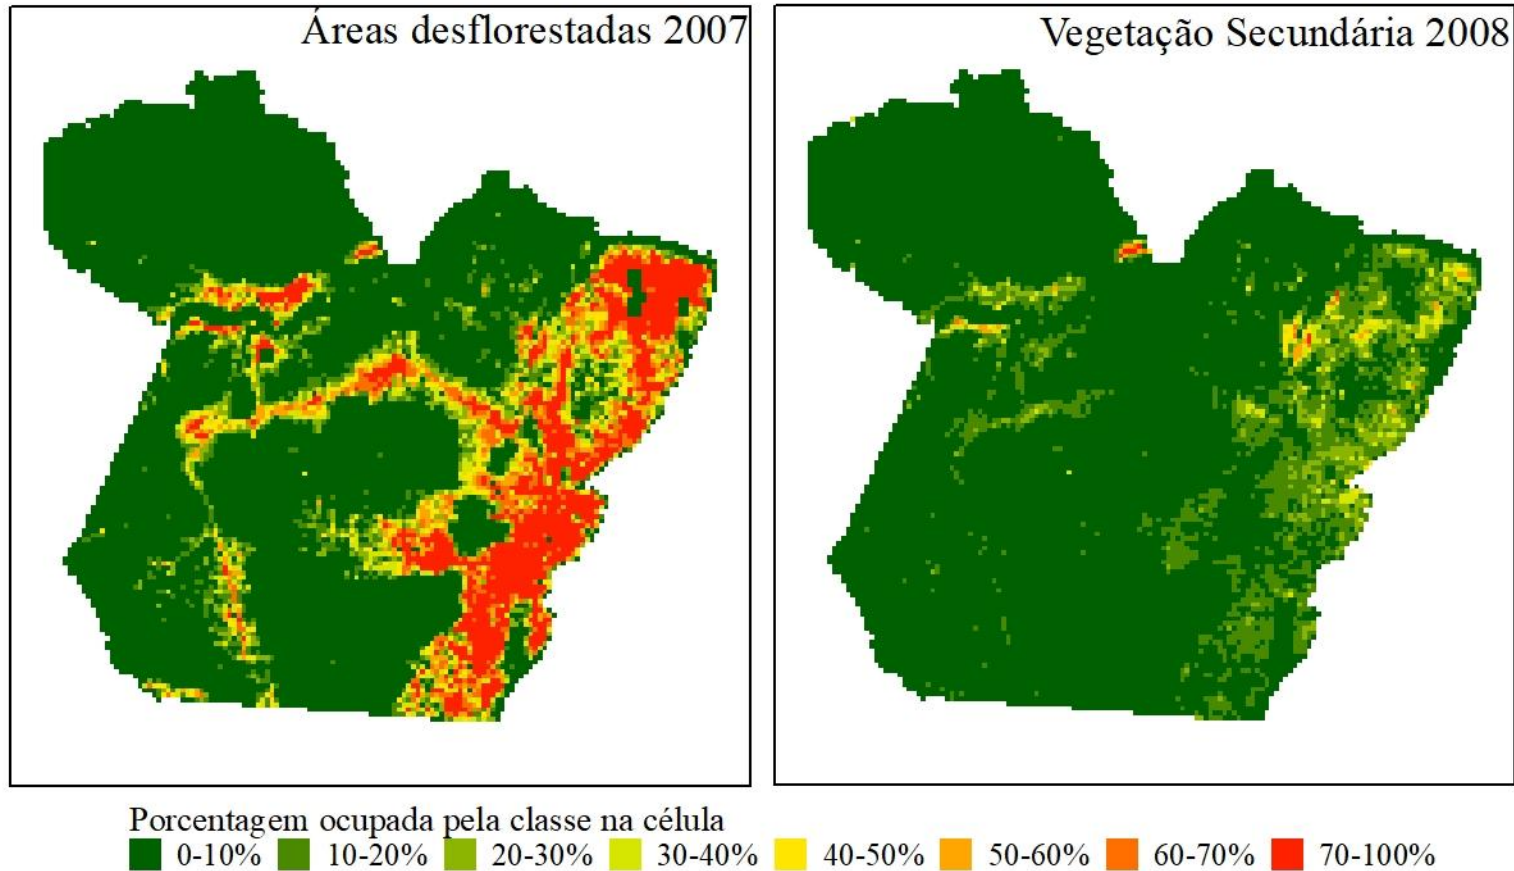 Áreas desflorestadas 2007
Vegetação Secundária 2008
Porcentagem ocupada pela classe na célula
0-10% 10-20% 20-30% 30-40% 40-50% 50-60% 60-70% 70-100%